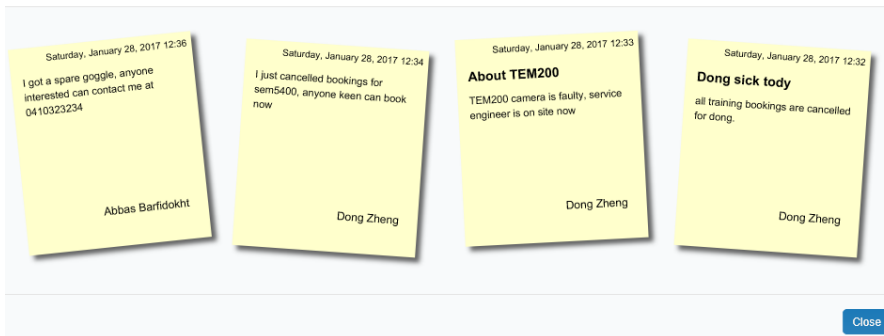 Saturday, January 28, 2017 12:36
I got a spare goggle, anyone
interested can contact me at
0410323234
Abbas Barfidokht
Saturday, January 28, 2017 12:34
I just cancelled bookings for
sem5400, anyone keen can book
now
Dong Zheng
Saturday, January 28, 2017 12:33
About TEM200
TEM200 camera is faulty, service
engineer is on site now
Dong Zheng
Saturday, January 28, 2017 12:32
Dong sick tody
all training bookings are cancelled
for dong.
Dong Zheng
Close